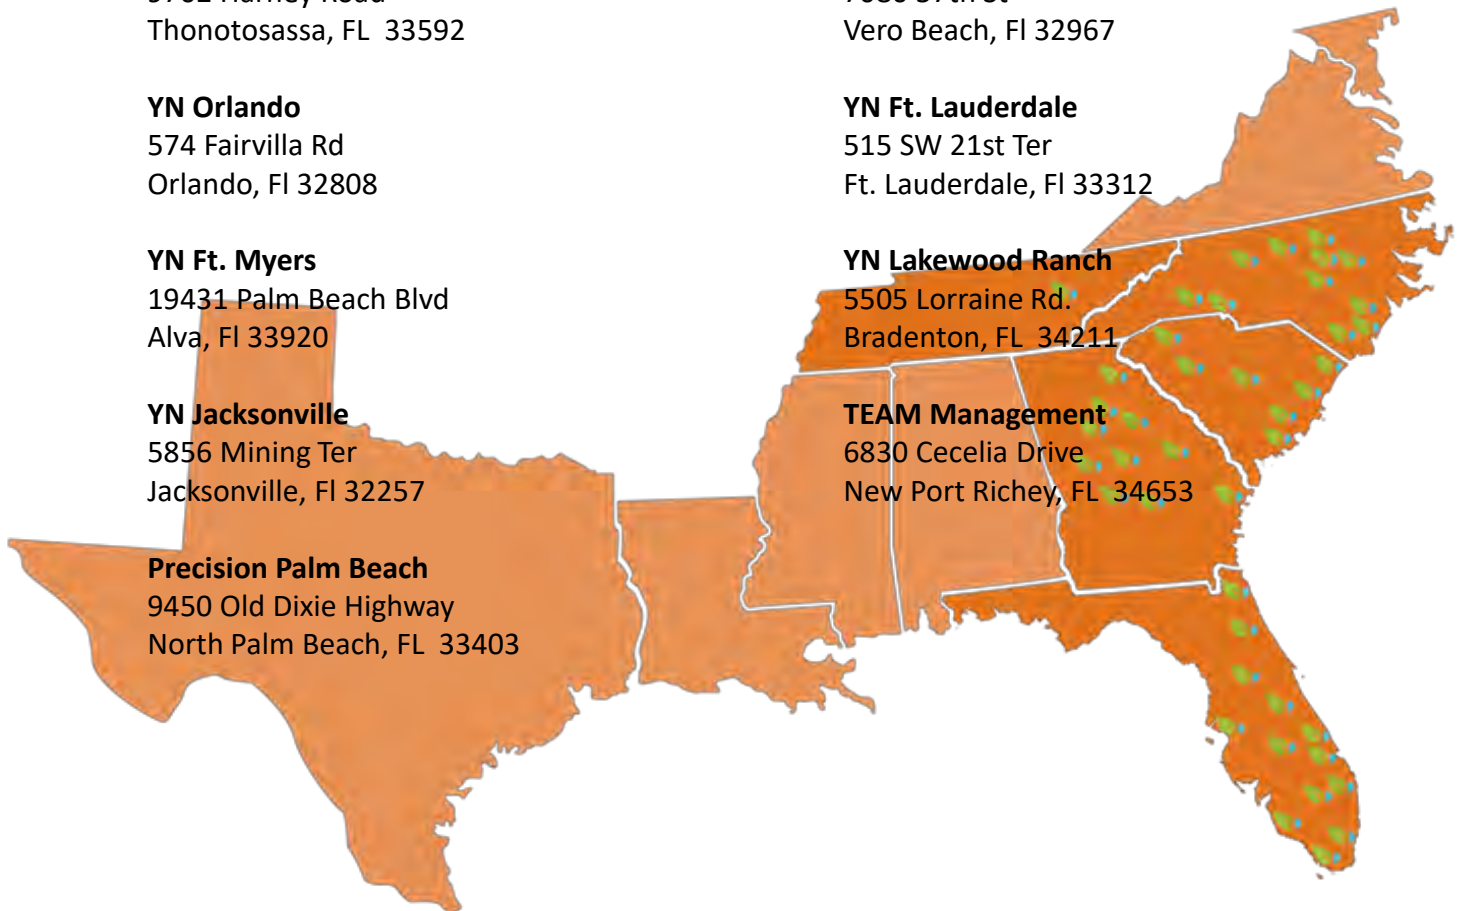 Thonotosassa, FL  33592
YN Orlando
574 Fairvilla Rd
Orlando, Fl 32808
YN Ft. Myers
19431 Palm Beach Blvd
Alva, Fl 33920
YN Jacksonville
5856 Mining Ter
Jacksonville, Fl 32257
Precision Palm Beach
9450 Old Dixie Highway
North Palm Beach, FL  33403
Vero Beach, Fl 32967
YN Ft. Lauderdale
515 SW 21st Ter
Ft. Lauderdale, Fl 33312
YN Lakewood Ranch
5505 Lorraine Rd.
Bradenton, FL  34211
TEAM Management
6830 Cecelia Drive
New Port Richey, FL  34653